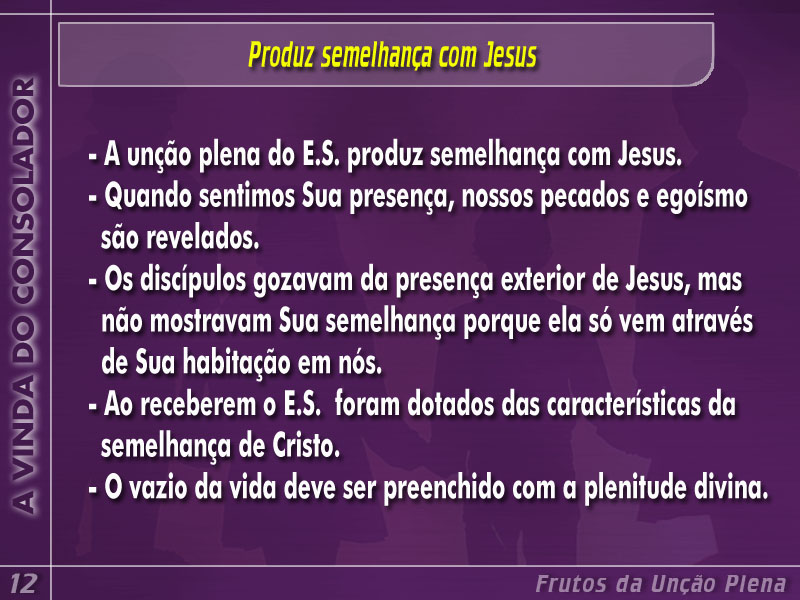 Produz semelhança com Jesus
A VINDA DO CONSOLADOR
- A unção plena do E.S. produz semelhança com Jesus.
- Quando sentimos Sua presença, nossos pecados e egoísmo
são revelados.
- Os discípulos gozavam da presença exterior de Jesus, mas
não mostravam Sua semelhança porque ela só vem através
de Sua habitação em nós.
- Ao receberem o E.S. foram dotados das características da
semelhança de Cristo.
- O vazio da vida deve ser preenchido com a plenitude divina.
12
Frutos da Unção Plena